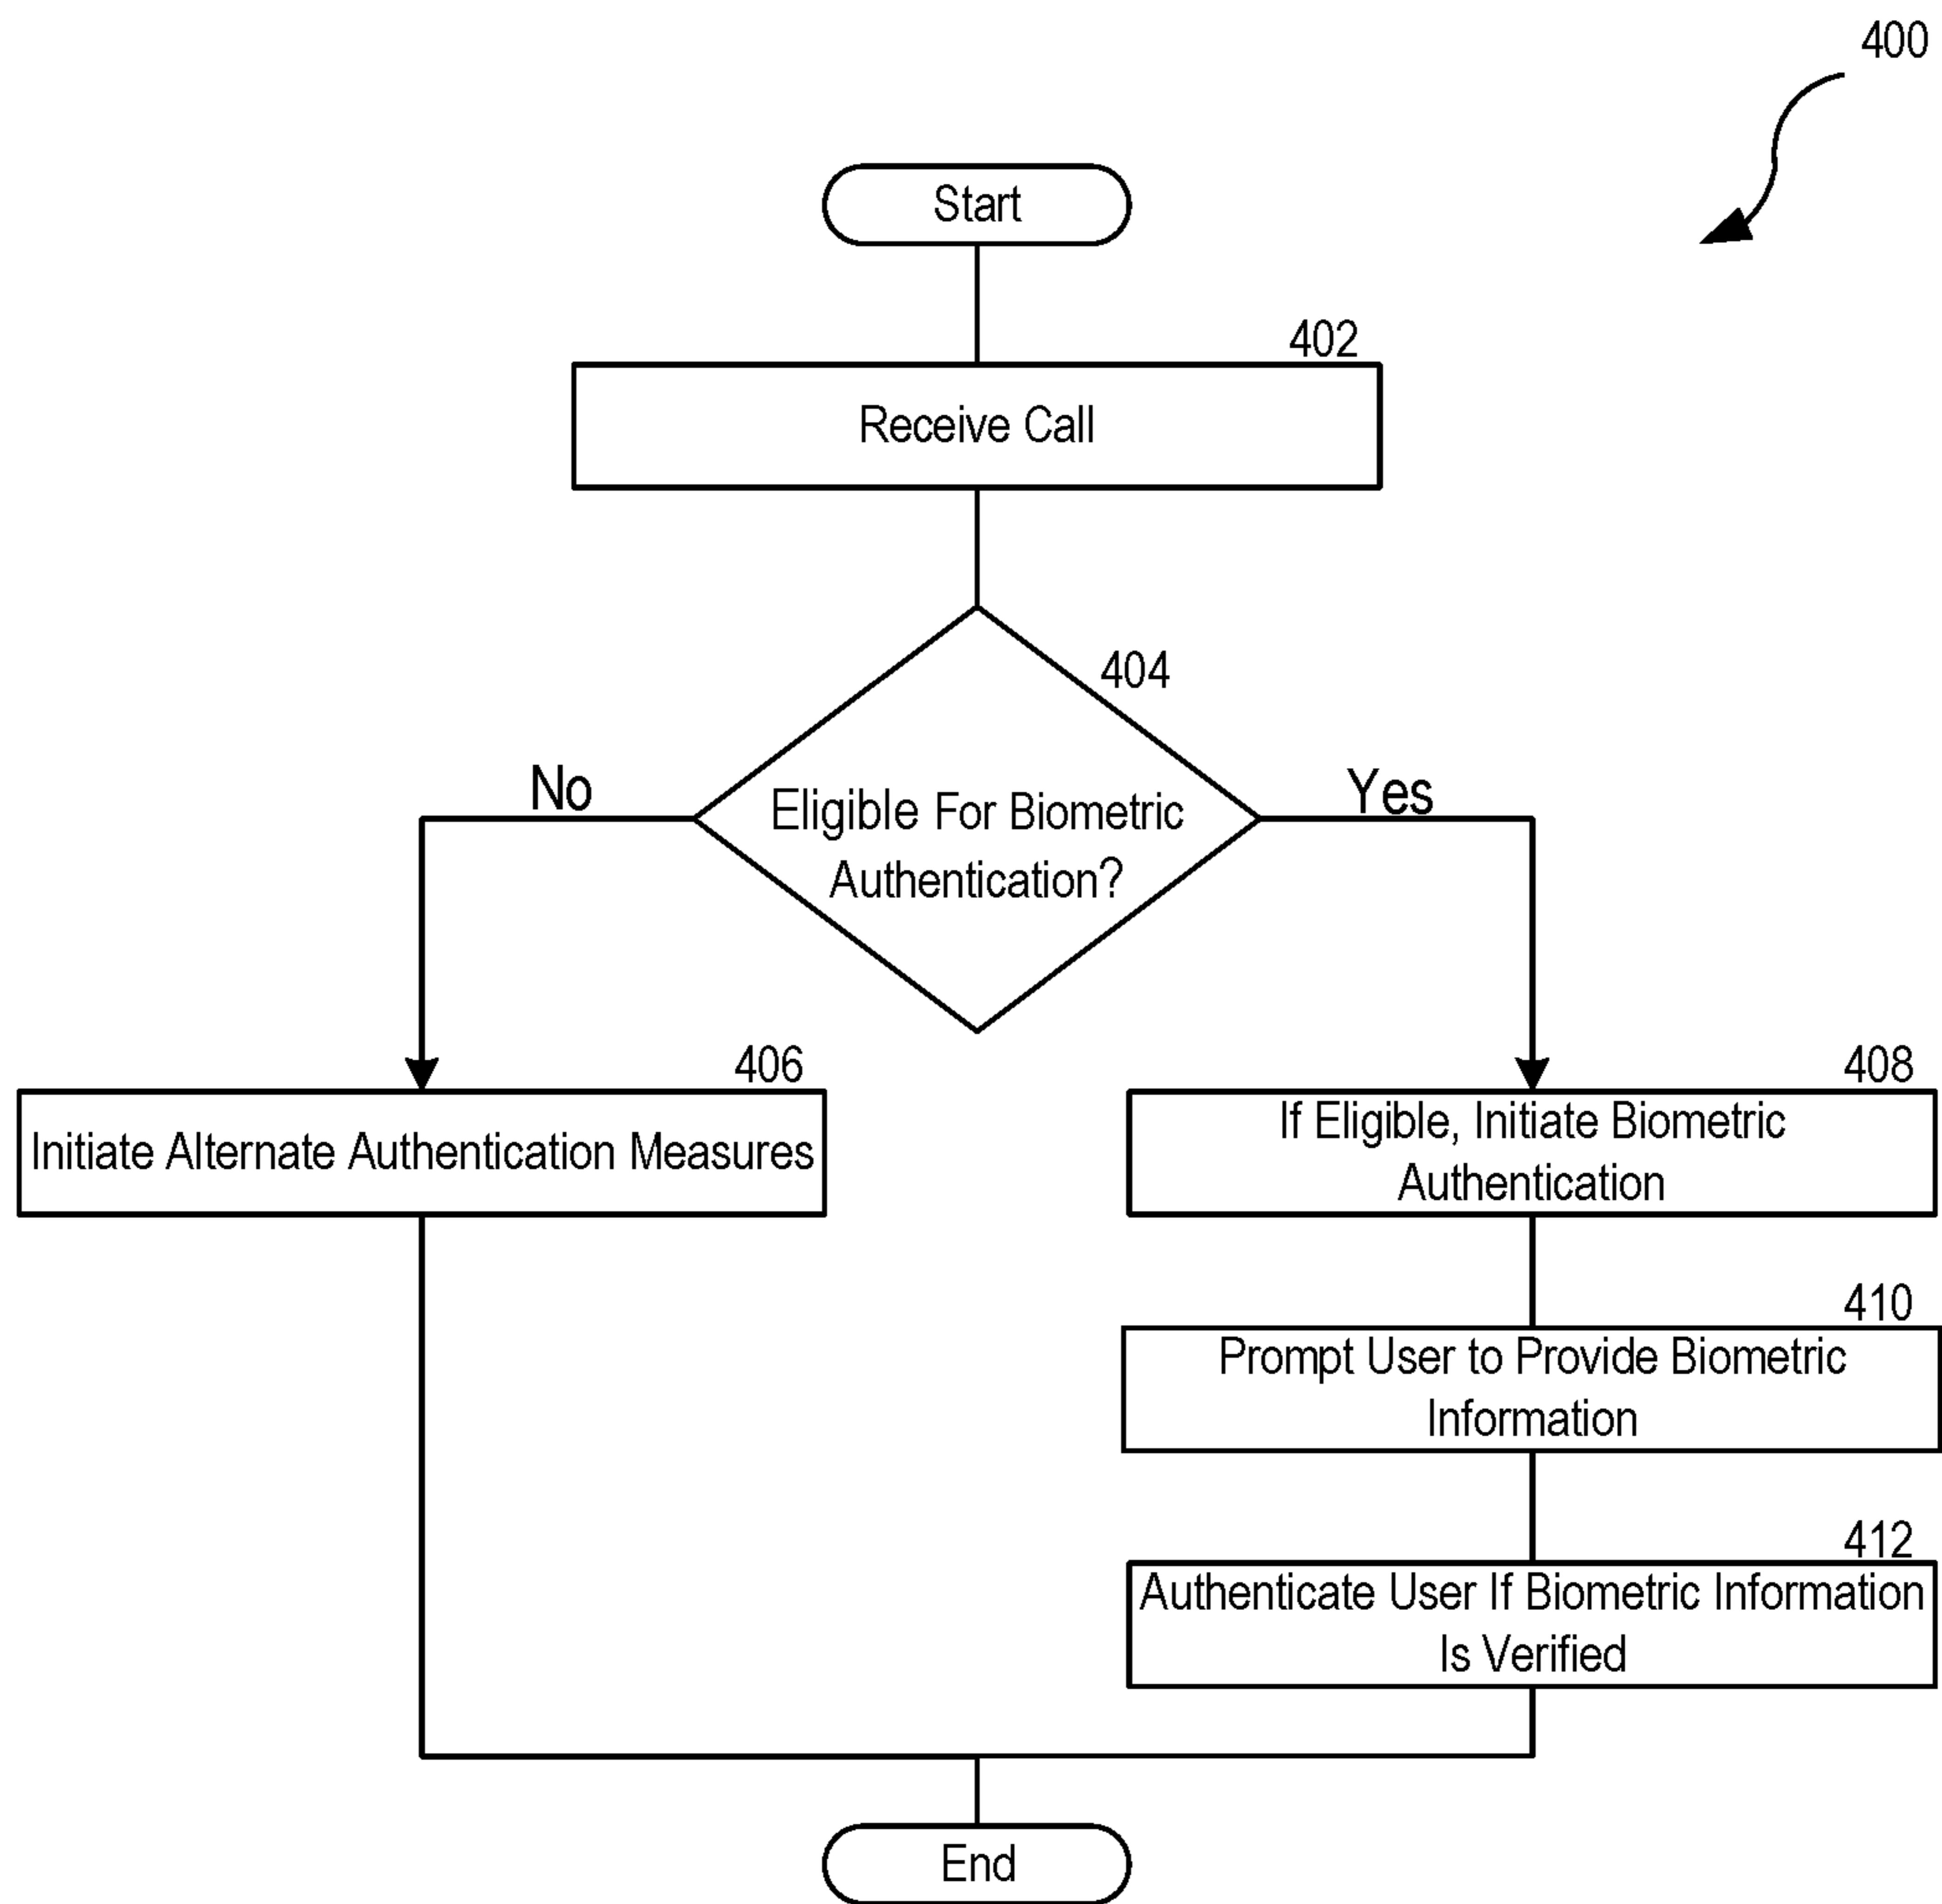 400
Start
402
Receive Call
404
No
Yes
Eligible For Biometric
Authentication?
406
Initiate Alternate Authentication Measures
408
If Eligible, Initiate Biometric
Authentication
410
Prompt User to Provide Biometric
Information
412
Authenticate User If Biometric Information
Is Verified
End